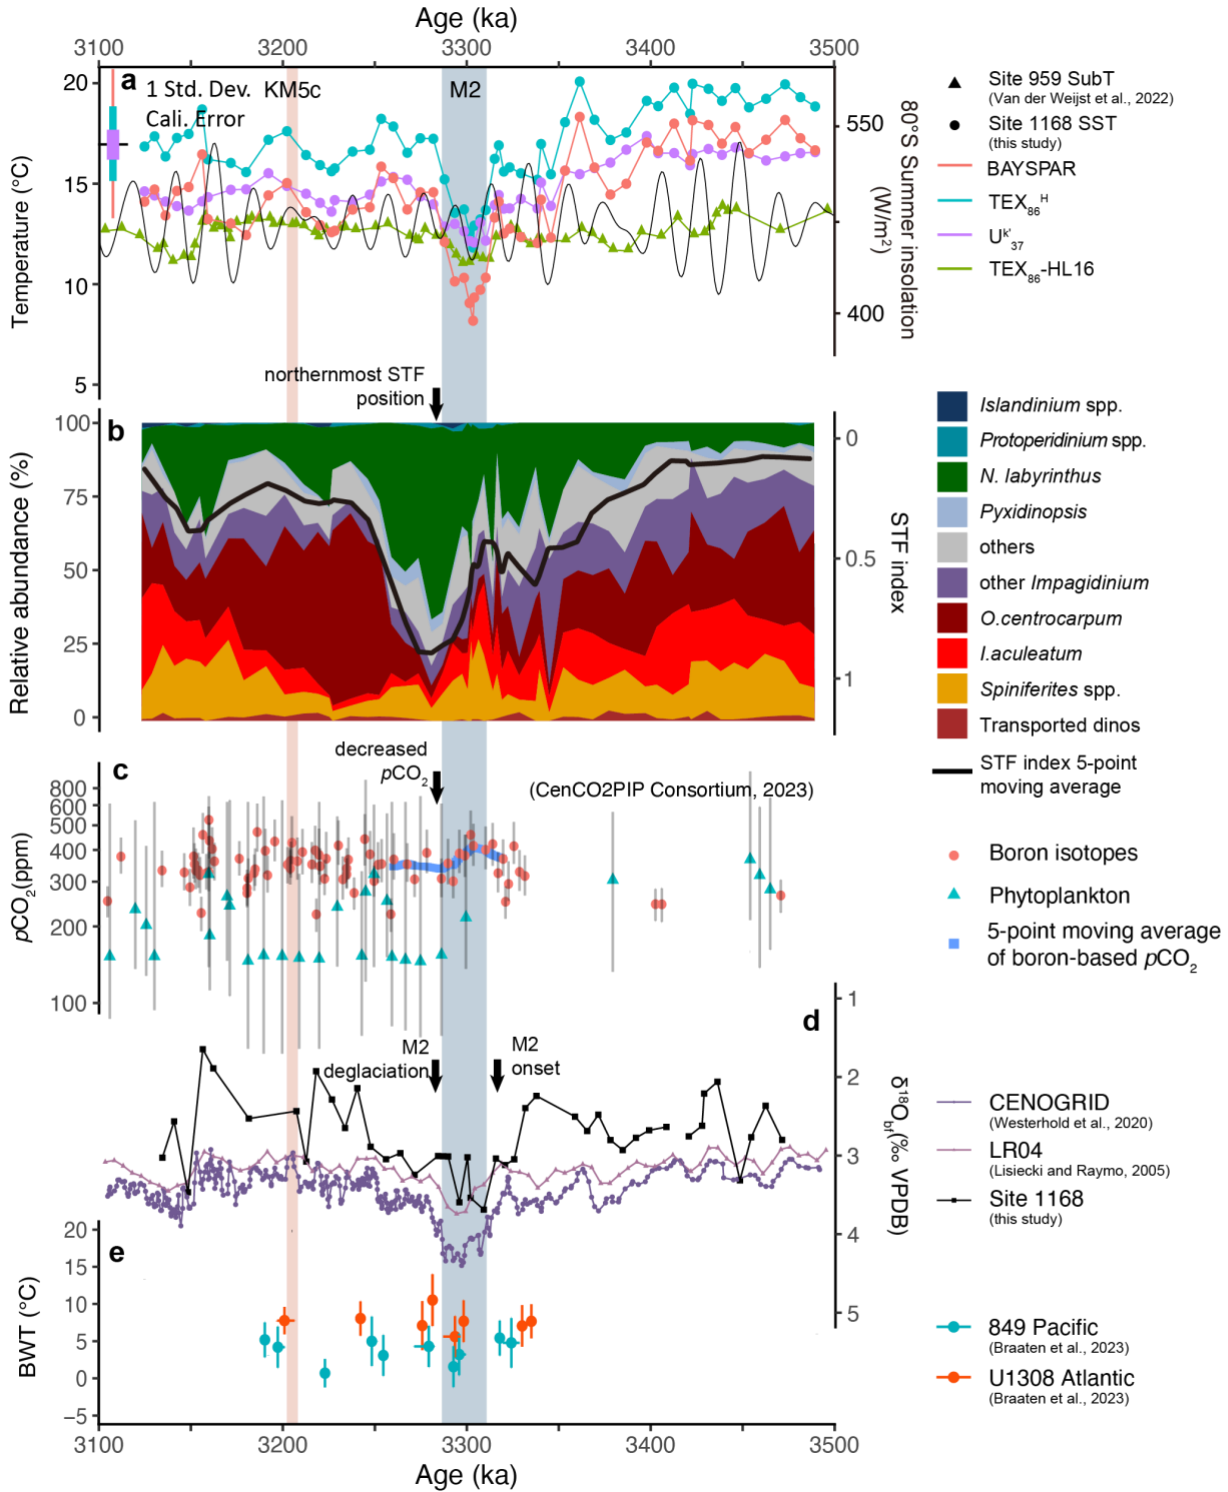 Age (ka)
3100 3200 3300 3400 3500
a
1 Std. Dev.
Cali. Error
KM5c
M2
20
15
10
5
Temperature (°C)
550
400
80°S Summer insolation
(W/m²)
Site 959 SubT
(Van der Weijst et al., 2022)
Site 1168 SST
(this study)
BAYSPAR
TEX₈₆ᴴ
Uᵏ'₃₇
TEX₈₆-HL16
northernmost STF
position
b
100
75
50
25
0
Relative abundance (%)
0
0.5
1
STF index
Islandinium spp.
Protoperidinium spp.
N. labyrinthus
Pyxidinopsis
others
other Impagidinium
O.centrocarpum
I.aculeatum
Spiniferites spp.
Transported dinos
STF index 5-point
moving average
decreased
pCO₂
c
(CenCO2PIP Consortium, 2023)
800
600
500
400
300
200
100
pCO₂(ppm)
Boron isotopes
Phytoplankton
5-point moving average
of boron-based pCO₂
d
M2
deglaciation
M2
onset
1
2
3
4
5
δ¹⁸O_bf(‰ VPDB)
CENOGRID
(Westerhold et al., 2020)
LR04
(Lisiecki and Raymo, 2005)
Site 1168
(this study)
e
20
15
10
5
0
−5
BWT (°C)
849 Pacific
(Braaten et al., 2023)
U1308 Atlantic
(Braaten et al., 2023)
3100 3200 3300 3400 3500
Age (ka)